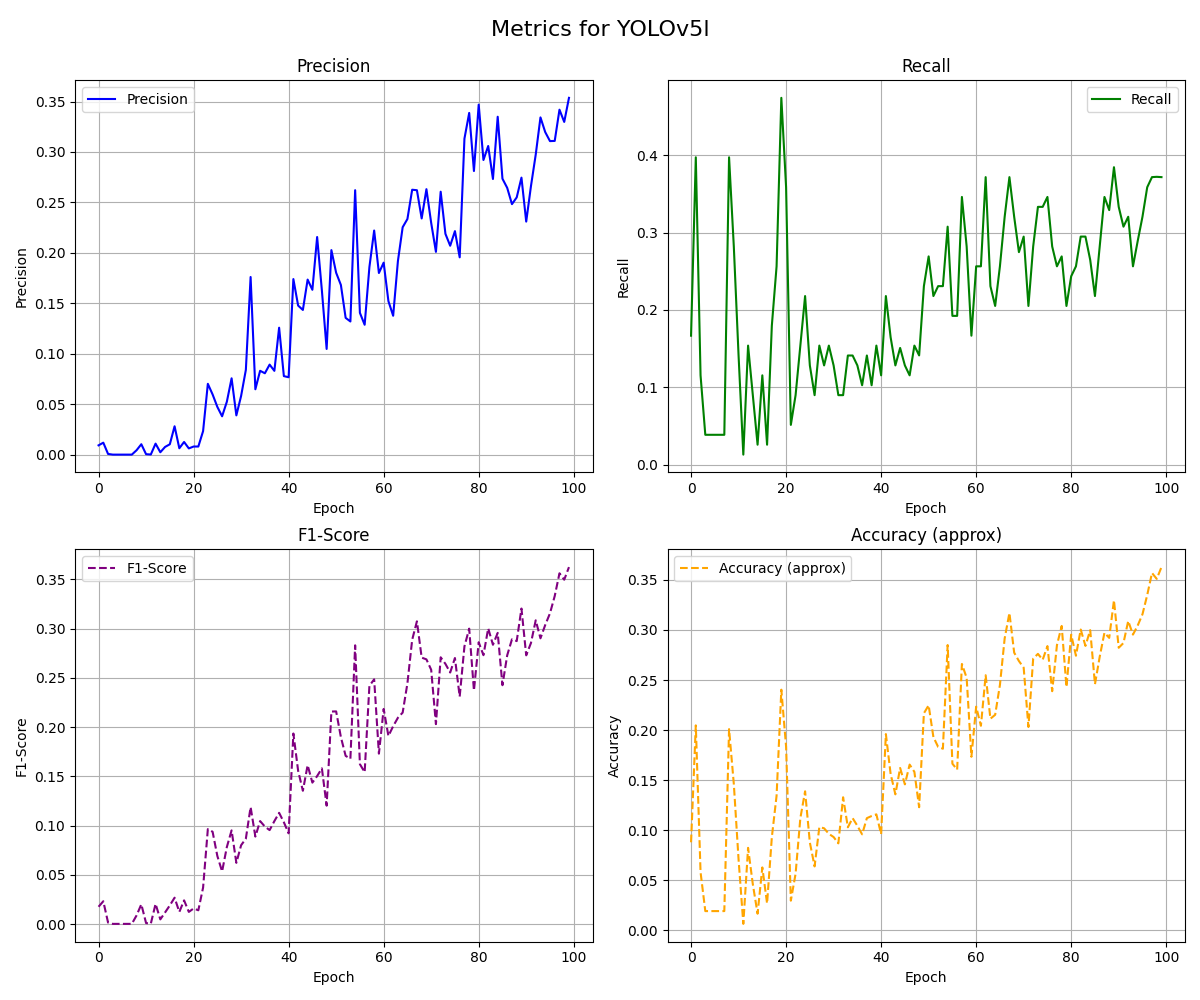 Metrics for YOLOv5l
Precision
Precision
0.35
0.30
0.25
0.20
0.15
0.10
0.05
0.00
Precision
0 20 40 60 80 100
Epoch
Recall
Recall
0.4
0.3
0.2
0.1
0.0
Recall
0 20 40 60 80 100
Epoch
F1-Score
F1-Score
0.35
0.30
0.25
0.20
0.15
0.10
0.05
0.00
F1-Score
0 20 40 60 80 100
Epoch
Accuracy (approx)
Accuracy (approx)
0.35
0.30
0.25
0.20
0.15
0.10
0.05
0.00
Accuracy
0 20 40 60 80 100
Epoch